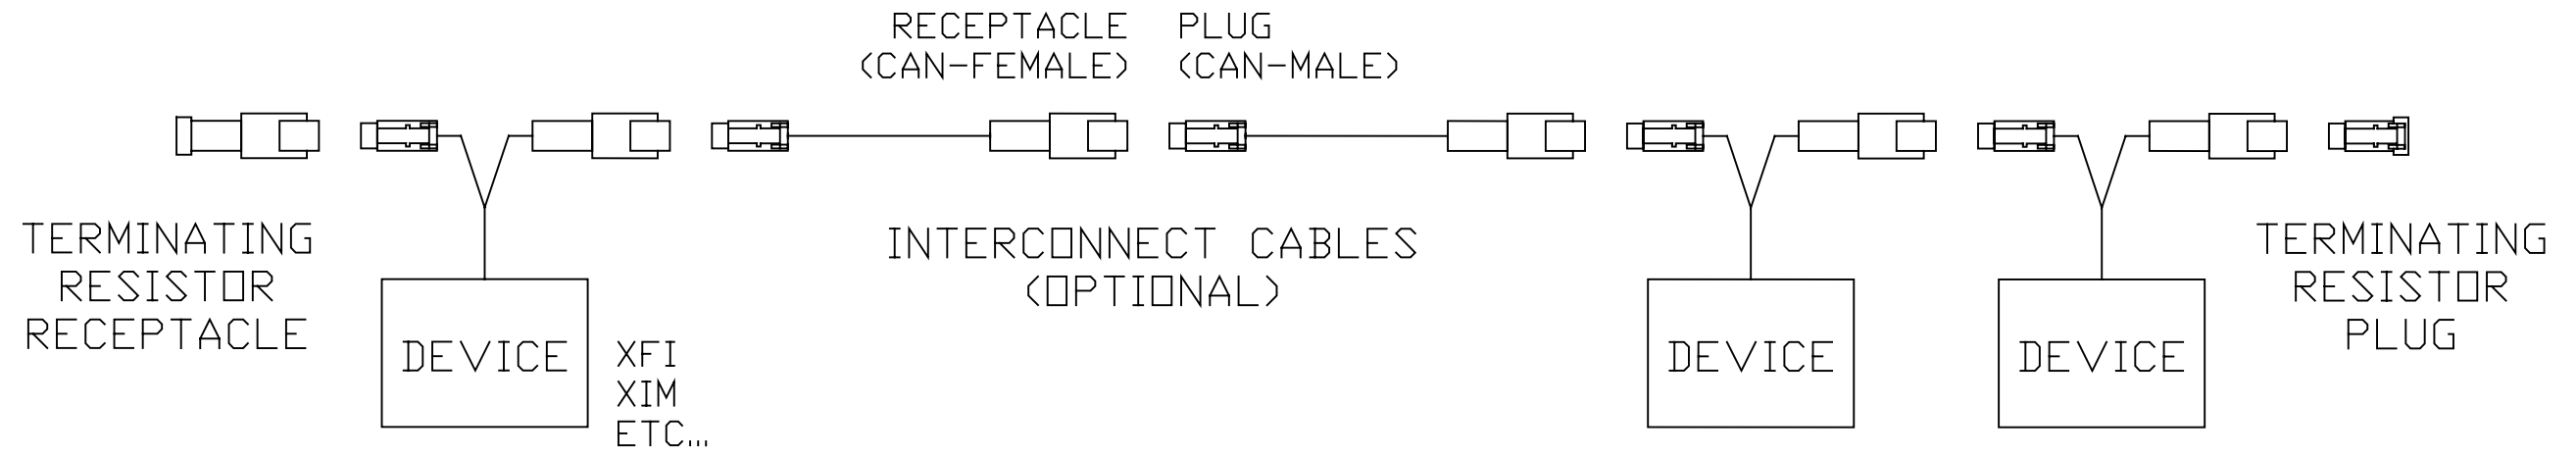 RECEPTACLE
(CAN-FEMALE)
PLUG
(CAN-MALE)
TERMINATING
RESISTOR
RECEPTACLE
DEVICE
XFI
XIM
ETC...
INTERCONNECT CABLES
(OPTIONAL)
DEVICE
DEVICE
TERMINATING
RESISTOR
PLUG